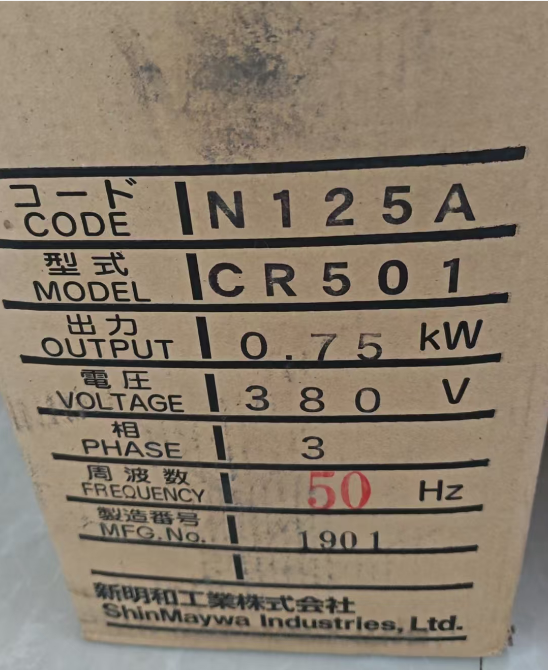 コード
CODE N125A
型式
MODEL CR501
出力
OUTPUT 0.75 kW
電圧
VOLTAGE 380 V
相
PHASE 3
周波数
FREQUENCY 50 Hz
製造番号
MFG.No. 1901
新明和工業株式会社
ShinMaywa Industries, Ltd.